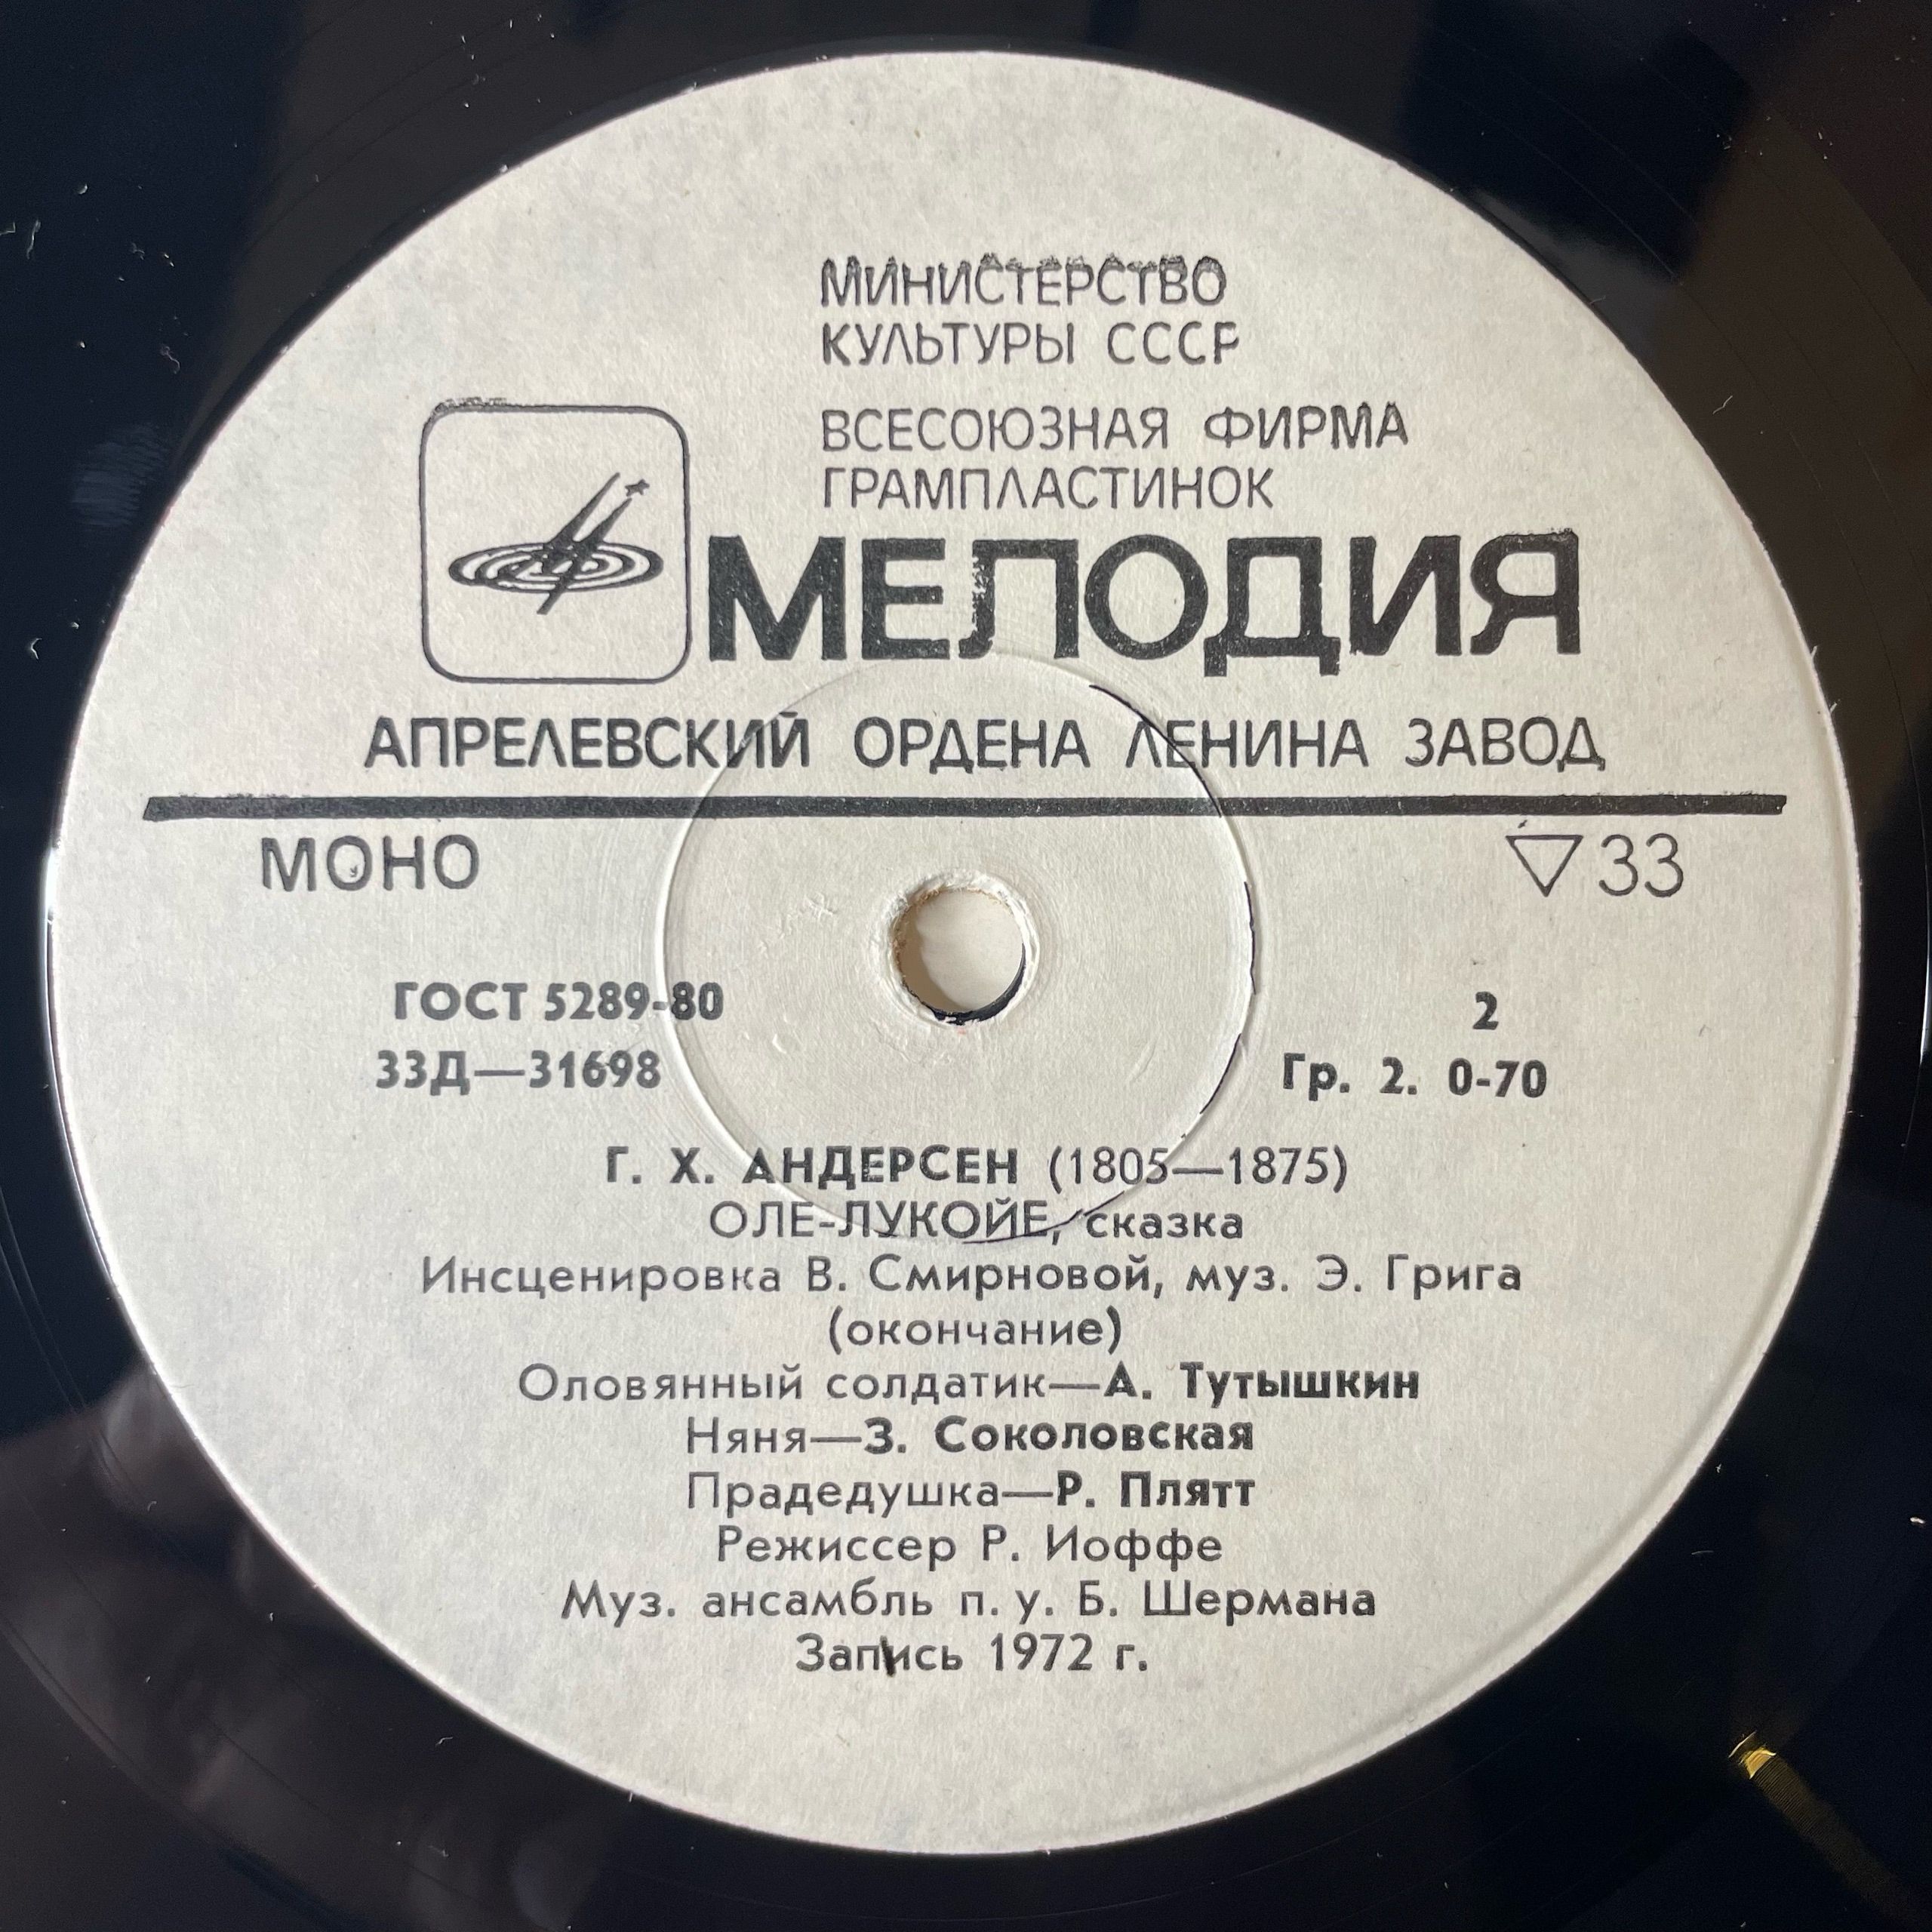 МИНИСТЕРСТВО
КУЛЬТУРЫ СССР
ВСЕСОЮЗНАЯ ФИРМА
ГРАМПЛАСТИНОК
МЕЛОДИЯ
АПРЕЛЕВСКИЙ ОРДЕНА ЛЕНИНА ЗАВОД
МОНО ▽33
ГОСТ 5289-80 2
33Д—31698 Гр. 2. 0-70
Г. Х. АНДЕРСЕН (1805—1875)
ОЛЕ-ЛУКОЙЕ, сказка
Инсценировка В. Смирновой, муз. Э. Грига
(окончание)
Оловянный солдатик—А. Тутышкин
Няня—З. Соколовская
Прадедушка—Р. Плятт
Режиссер Р. Иоффе
Муз. ансамбль п. у. Б. Шермана
Запись 1972 г.